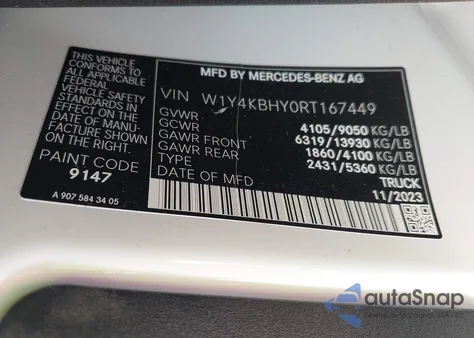 THIS VEHICLE
CONFORMS TO ALL
APPLICABLE U.S.
FEDERAL MOTOR
VEHICLE SAFETY
STANDARDS IN
EFFECT ON THE
DATE OF MANU-
FACTURE SHOWN
ON THE RIGHT.
PAINT CODE
9147
A 907 584 34 05
MFD BY MERCEDES-BENZ AG
VIN W1Y4KBHY0RT167449
GVWR 4105/9050 KG/LB
GCWR 6319/13930 KG/LB
GAWR FRONT 1860/4100 KG/LB
GAWR REAR 2431/5360 KG/LB
TYPE TRUCK
DATE OF MFD 11/2023
autoSnap